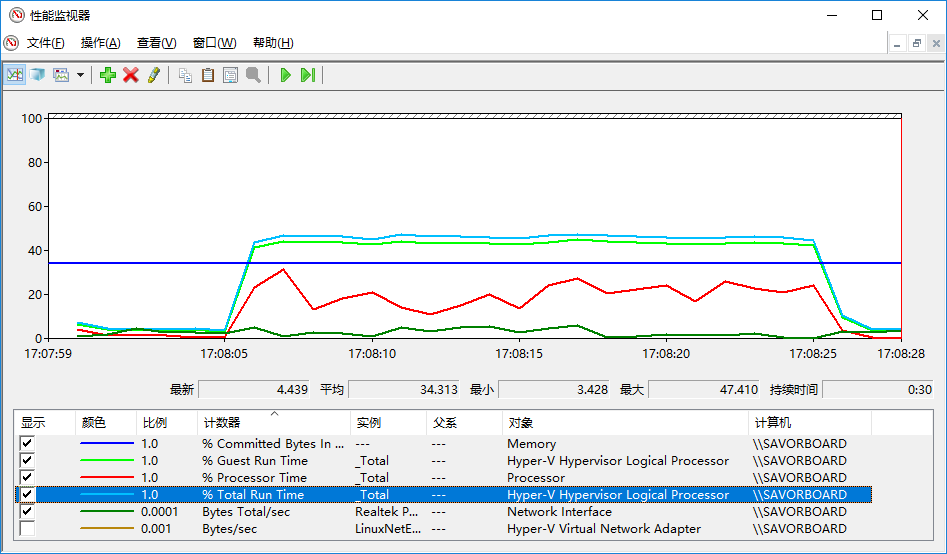 性能监视器
文件(F) 操作(A) 查看(V) 窗口(W) 帮助(H)
100
80
60
40
20
0
17:07:59 17:08:05 17:08:10 17:08:15 17:08:20 17:08:25 17:08:28
最新 4.439 平均 34.313 最小 3.428 最大 47.410 持续时间 0:30
显示 颜色 比例 计数器 实例 父系 对象 计算机
1.0 % Committed Bytes In ... --- --- Memory \\SAVORBOARD
1.0 % Guest Run Time _Total --- Hyper-V Hypervisor Logical Processor \\SAVORBOARD
1.0 % Processor Time _Total --- Processor \\SAVORBOARD
1.0 % Total Run Time _Total --- Hyper-V Hypervisor Logical Processor \\SAVORBOARD
0.0001 Bytes Total/sec Realtek P... --- Network Interface \\SAVORBOARD
0.001 Bytes/sec LinuxNetE... --- Hyper-V Virtual Network Adapter \\SAVORBOARD